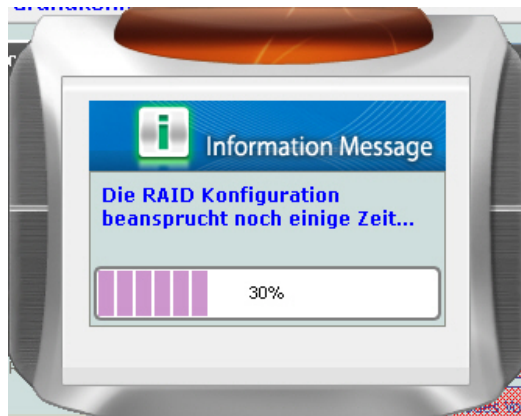 Information Message
Die RAID Konfiguration
beansprucht noch einige Zeit...
30%